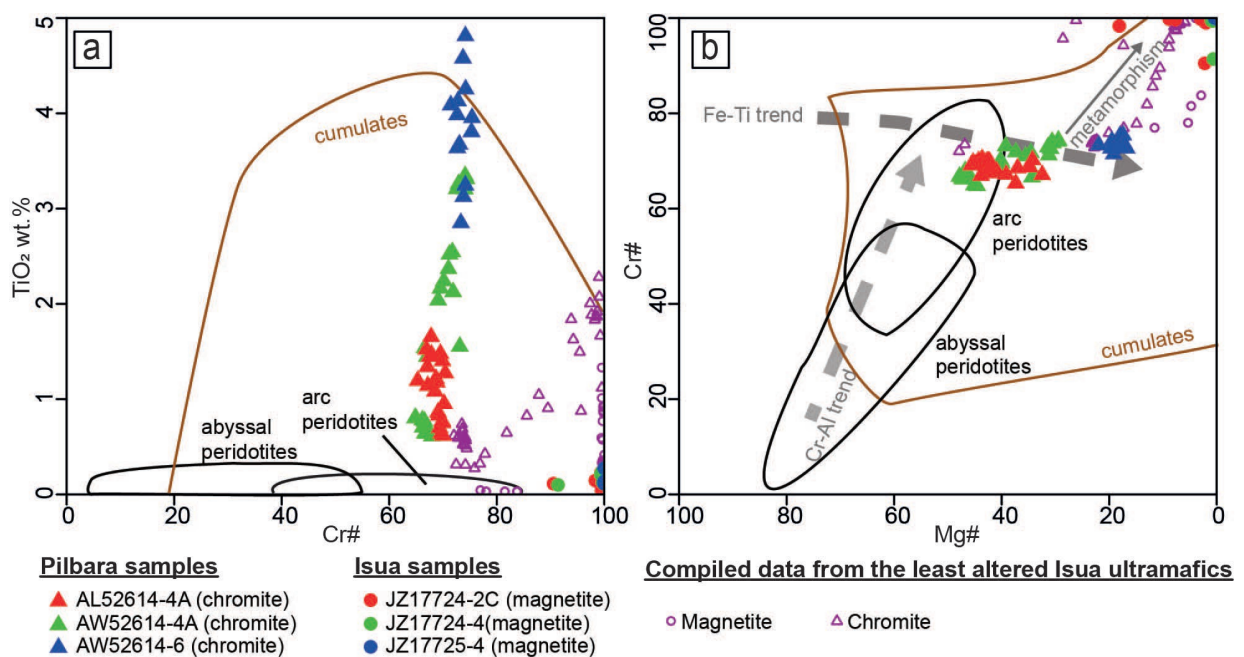 a
TiO₂ wt.%
5
4
3
2
1
0
cumulates
abyssal
peridotites
arc
peridotites
0
20
40
60
80
100
Cr#
b
Cr#
100
80
60
40
20
0
Fe-Ti trend
metamorphism
arc
peridotites
abyssal
peridotites
cumulates
Cr-Al trend
100
80
60
40
20
0
Mg#
Pilbara samples
AL52614-4A (chromite)
AW52614-4A (chromite)
AW52614-6 (chromite)
Isua samples
JZ17724-2C (magnetite)
JZ17724-4(magnetite)
JZ17725-4 (magnetite)
Compiled data from the least altered Isua ultramafics
Magnetite
Chromite